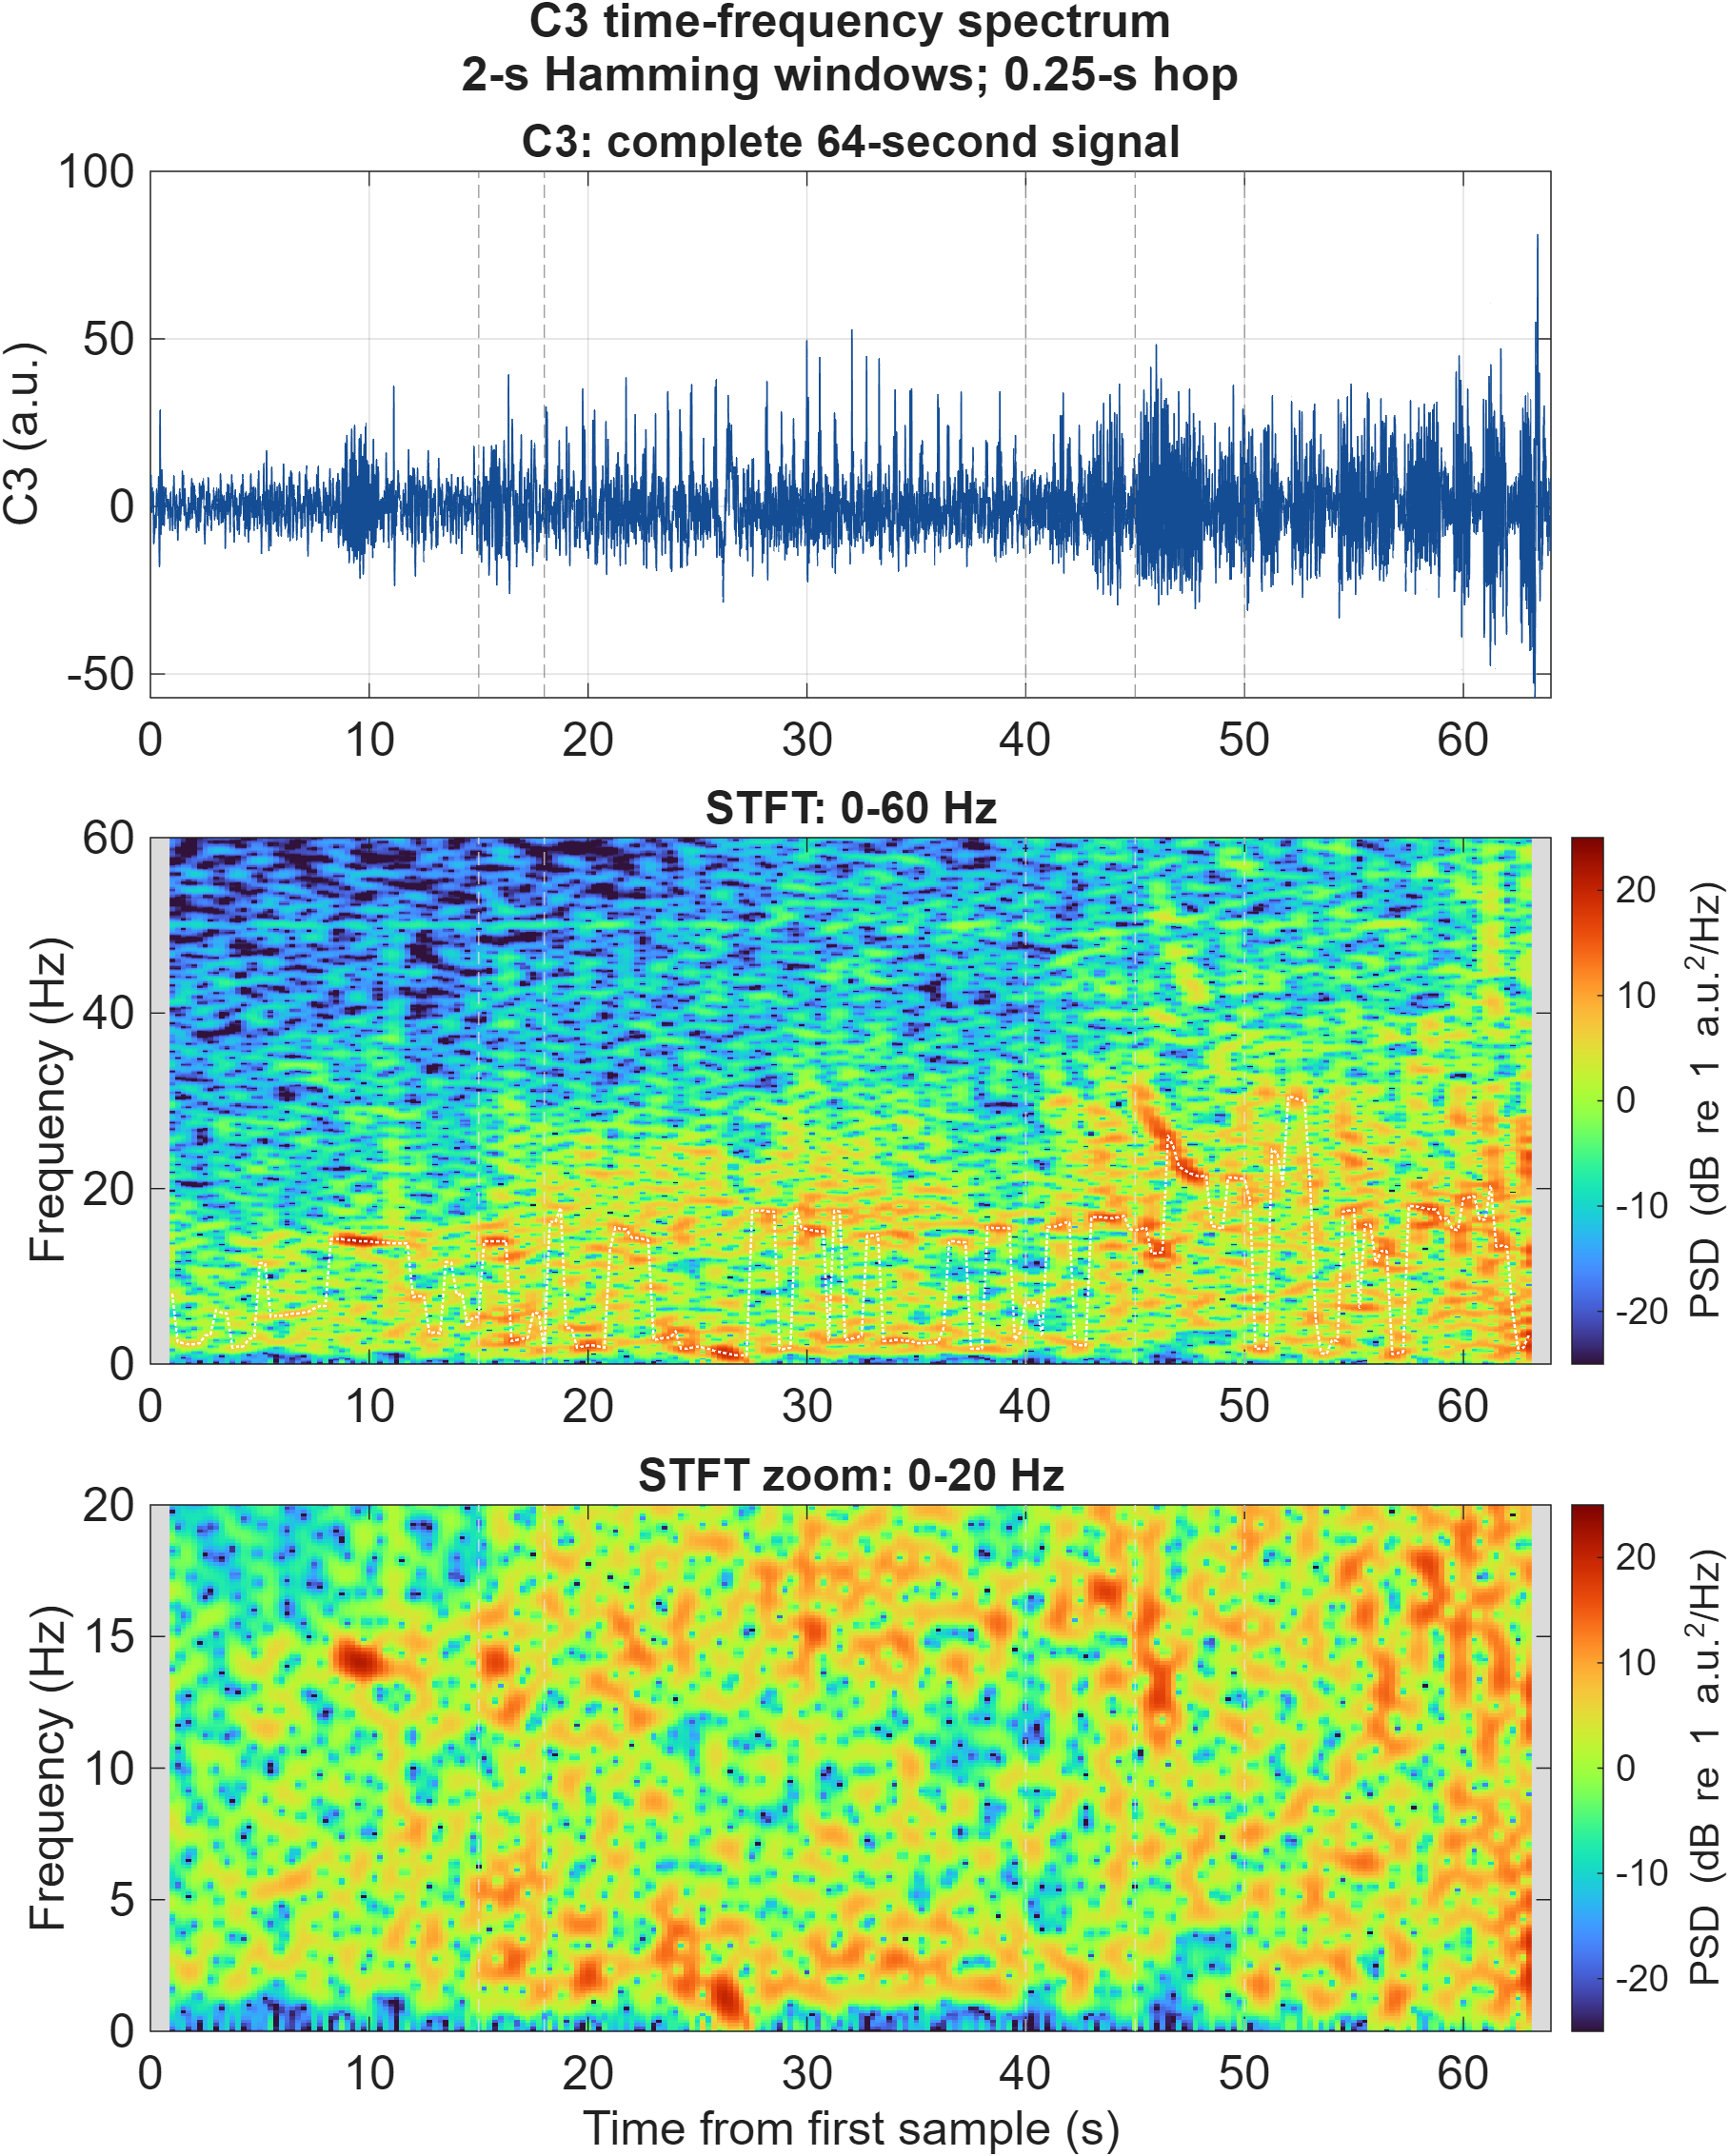 C3 time-frequency spectrum
2-s Hamming windows; 0.25-s hop
C3: complete 64-second signal
100
50
0
-50
C3 (a.u.)
0 10 20 30 40 50 60
STFT: 0-60 Hz
60
40
20
0
Frequency (Hz)
0 10 20 30 40 50 60
20
10
0
-10
-20
PSD (dB re 1 a.u.²/Hz)
STFT zoom: 0-20 Hz
20
15
10
5
0
Frequency (Hz)
0 10 20 30 40 50 60
Time from first sample (s)
20
10
0
-10
-20
PSD (dB re 1 a.u.²/Hz)